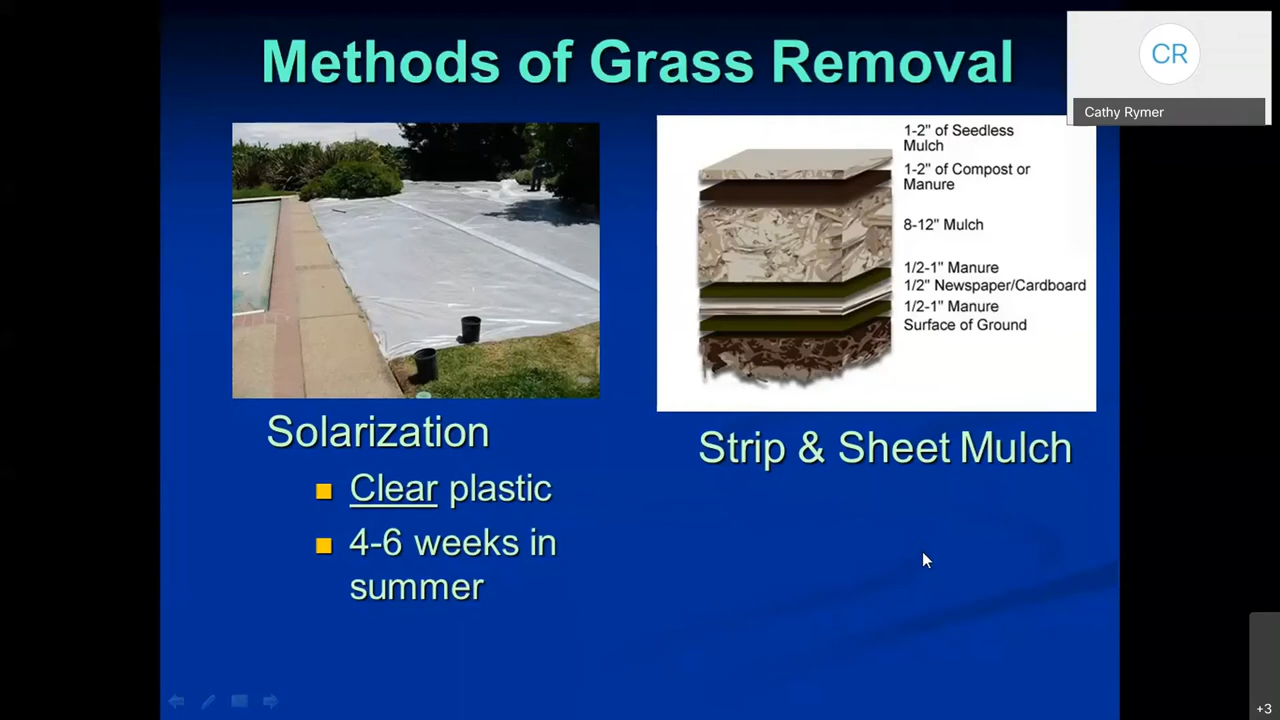 Methods of Grass Removal
CR
Cathy Rymer
1-2" of Seedless
Mulch
1-2" of Compost or
Manure
8-12" Mulch
1/2-1" Manure
1/2" Newspaper/Cardboard
1/2-1" Manure
Surface of Ground
Solarization
Clear plastic
4-6 weeks in
summer
Strip & Sheet Mulch
+3